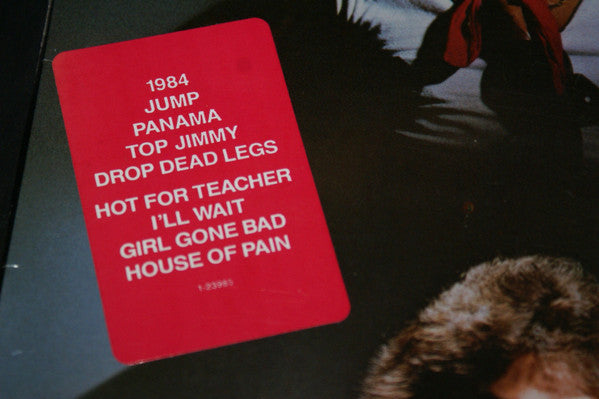 1984
JUMP
PANAMA
TOP JIMMY
DROP DEAD LEGS
HOT FOR TEACHER
I'LL WAIT
GIRL GONE BAD
HOUSE OF PAIN
1-23985